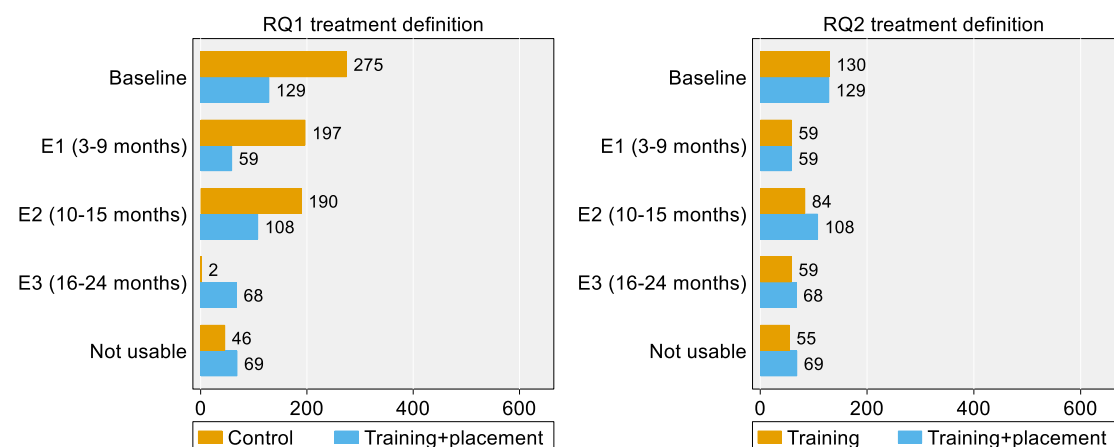 RQ1 treatment definition
Baseline
275
129
E1 (3-9 months)
197
59
E2 (10-15 months)
190
108
E3 (16-24 months)
2
68
Not usable
46
69
0 200 400 600
Control Training+placement
RQ2 treatment definition
Baseline
130
129
E1 (3-9 months)
59
59
E2 (10-15 months)
84
108
E3 (16-24 months)
59
68
Not usable
55
69
0 200 400 600
Training Training+placement